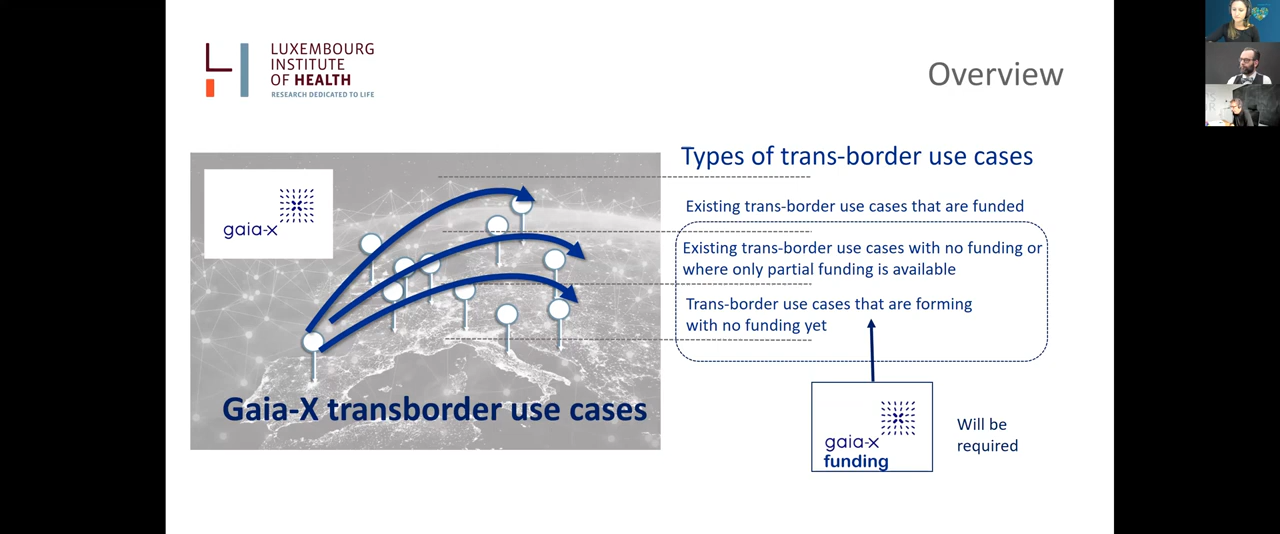 LUXEMBOURG
INSTITUTE
OF HEALTH
RESEARCH DEDICATED TO LIFE
Overview
gaia-x
Gaia-X transborder use cases
Types of trans-border use cases
Existing trans-border use cases that are funded
Existing trans-border use cases with no funding or
where only partial funding is available
Trans-border use cases that are forming
with no funding yet
gaia-x
funding
Will be
required